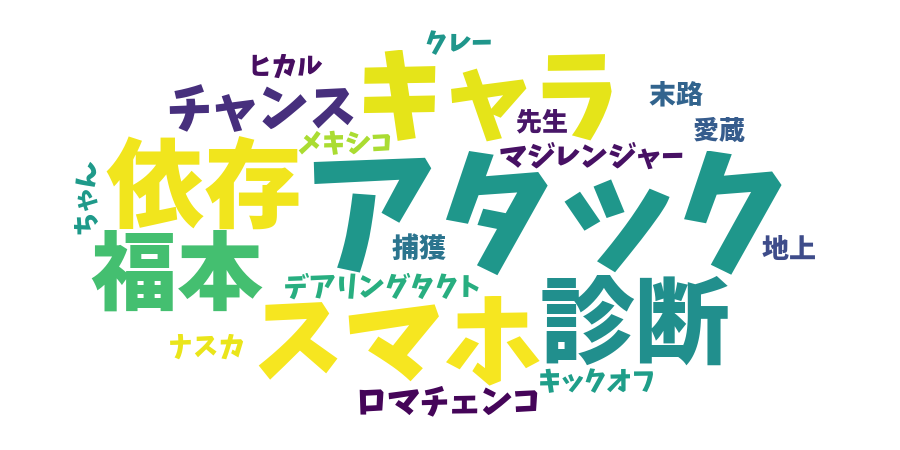 クレー
ヒカル
キャラ
チャンス
末路
先生
愛蔵
メキシコ
マジレンジャー
依存
アタック
ちゃん
福本
捕獲
地上
デアリングタクト
スマホ
診断
ナスカ
キックオフ
ロマチェンコ